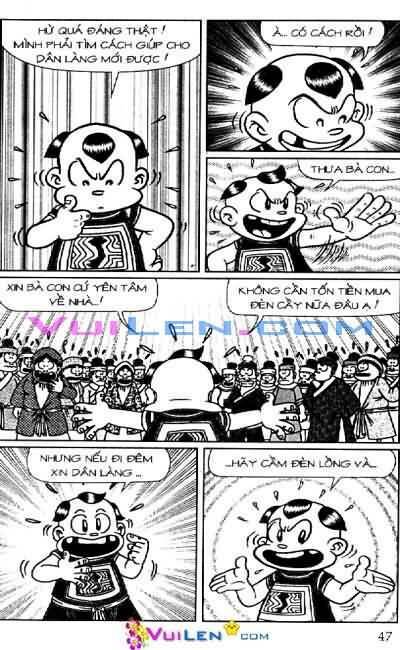 HỪ QUÁ ĐÁNG THẬT!
MÌNH PHẢI TÌM CÁCH GIÚP CHO
DÂN LÀNG MỚI ĐƯỢC!
À... CÓ CÁCH RỒI!
THƯA BÀ CON...
XIN BÀ CON CỨ YÊN TÂM
VỀ NHÀ..!
KHÔNG CẦN TỐN TIỀN MUA
ĐÈN CẦY NỮA ĐÂU Ạ!
VUILEN.COM
NHƯNG NẾU ĐI ĐÊM
XIN DÂN LÀNG...
...HÃY CẦM ĐÈN LỒNG VÀ...
47
VUILEN.COM